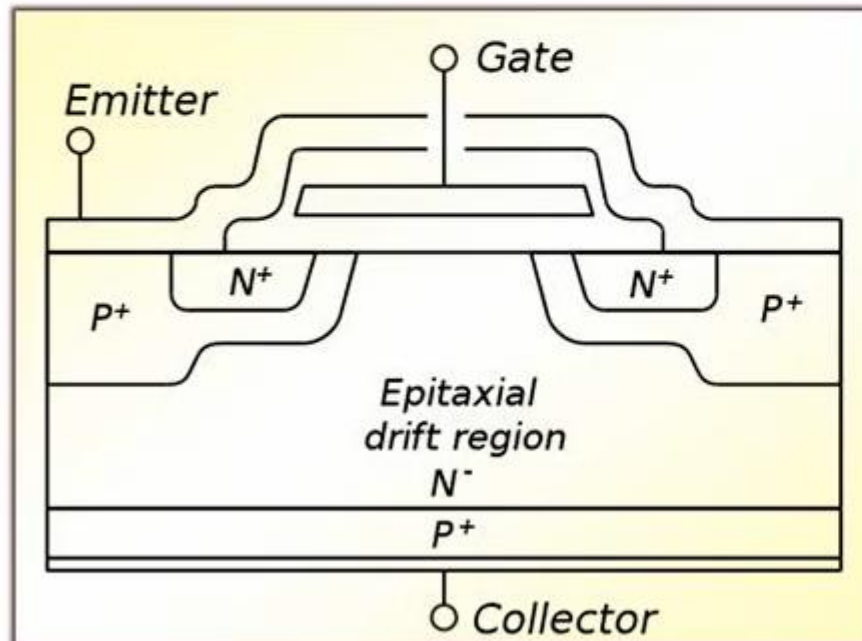 Gate
Emitter
N⁺
N⁺
P⁺
P⁺
Epitaxial
drift region
N⁻
P⁺
Collector